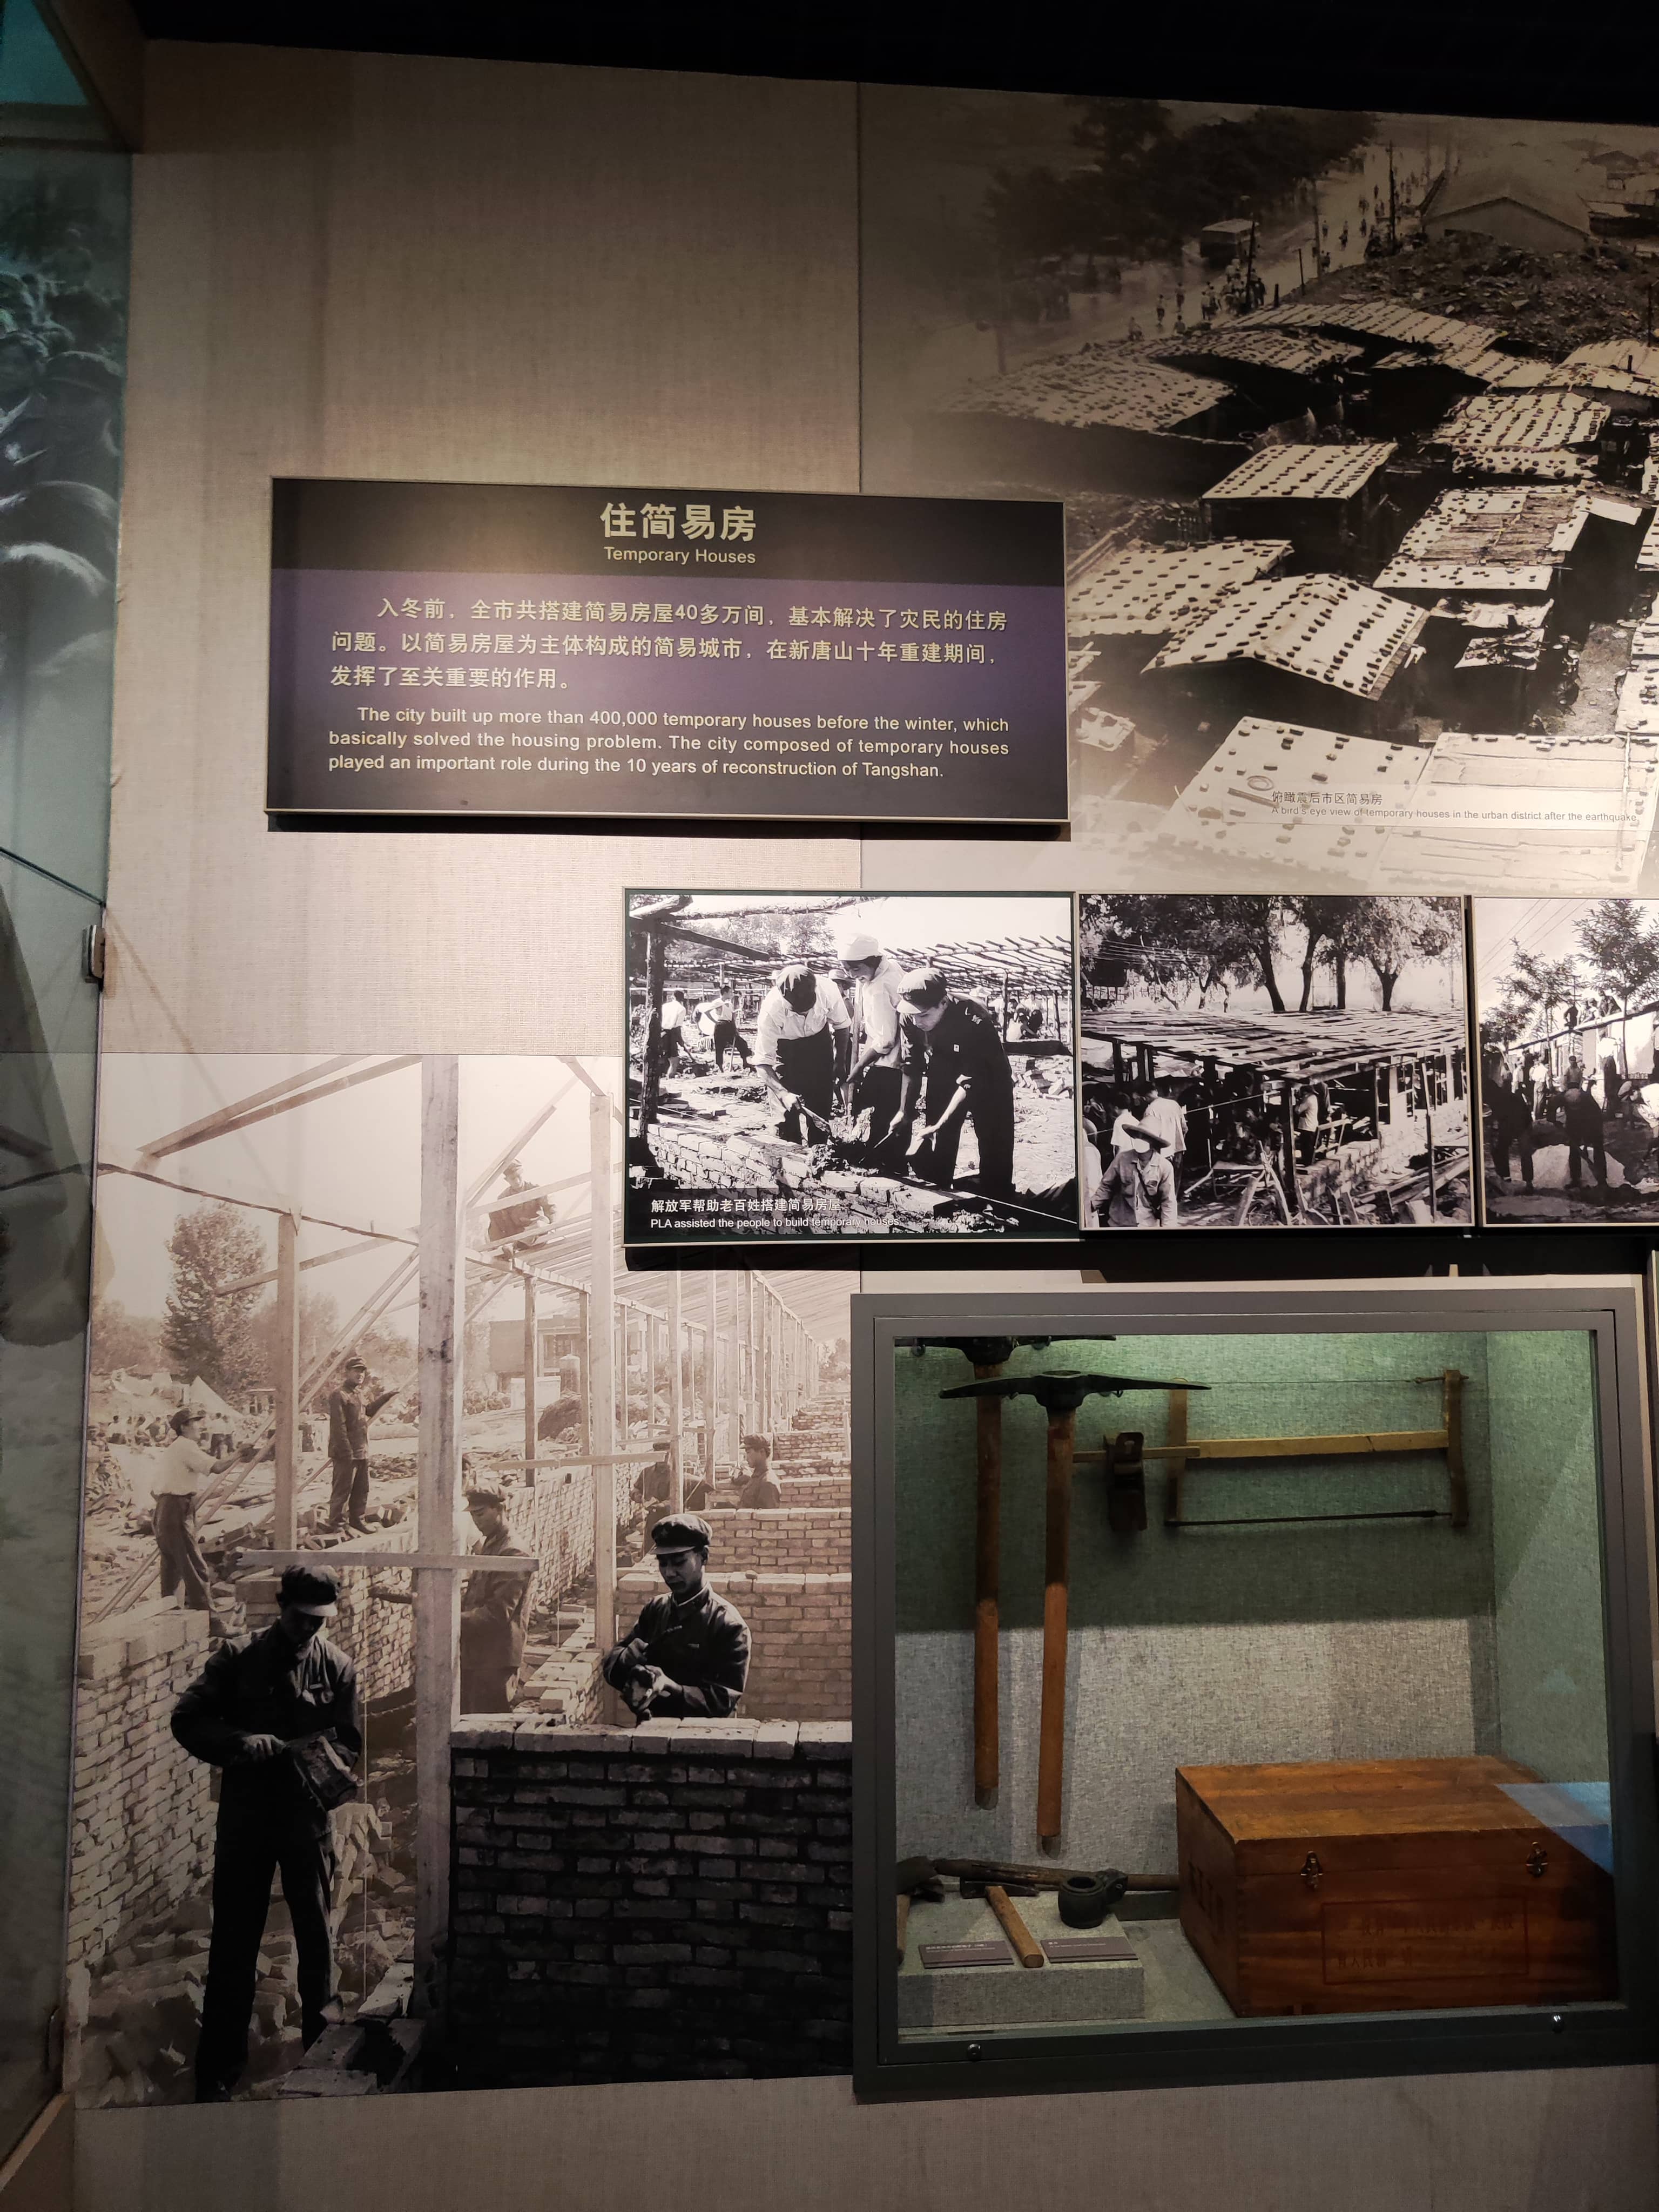 住简易房
Temporary Houses
入冬前，全市共搭建简易房屋40多万间，基本解决了灾民的住房
问题。以简易房屋为主体构成的简易城市，在新唐山十年重建期间，
发挥了至关重要的作用。
The city built up more than 400,000 temporary houses before the winter, which
basically solved the housing problem. The city composed of temporary houses
played an important role during the 10 years of reconstruction of Tangshan.
俯瞰震后市区简易房
A bird's eye view of temporary houses in the urban district after the earthquake
解放军帮助老百姓搭建简易房屋
PLA assisted the people to build temporary houses